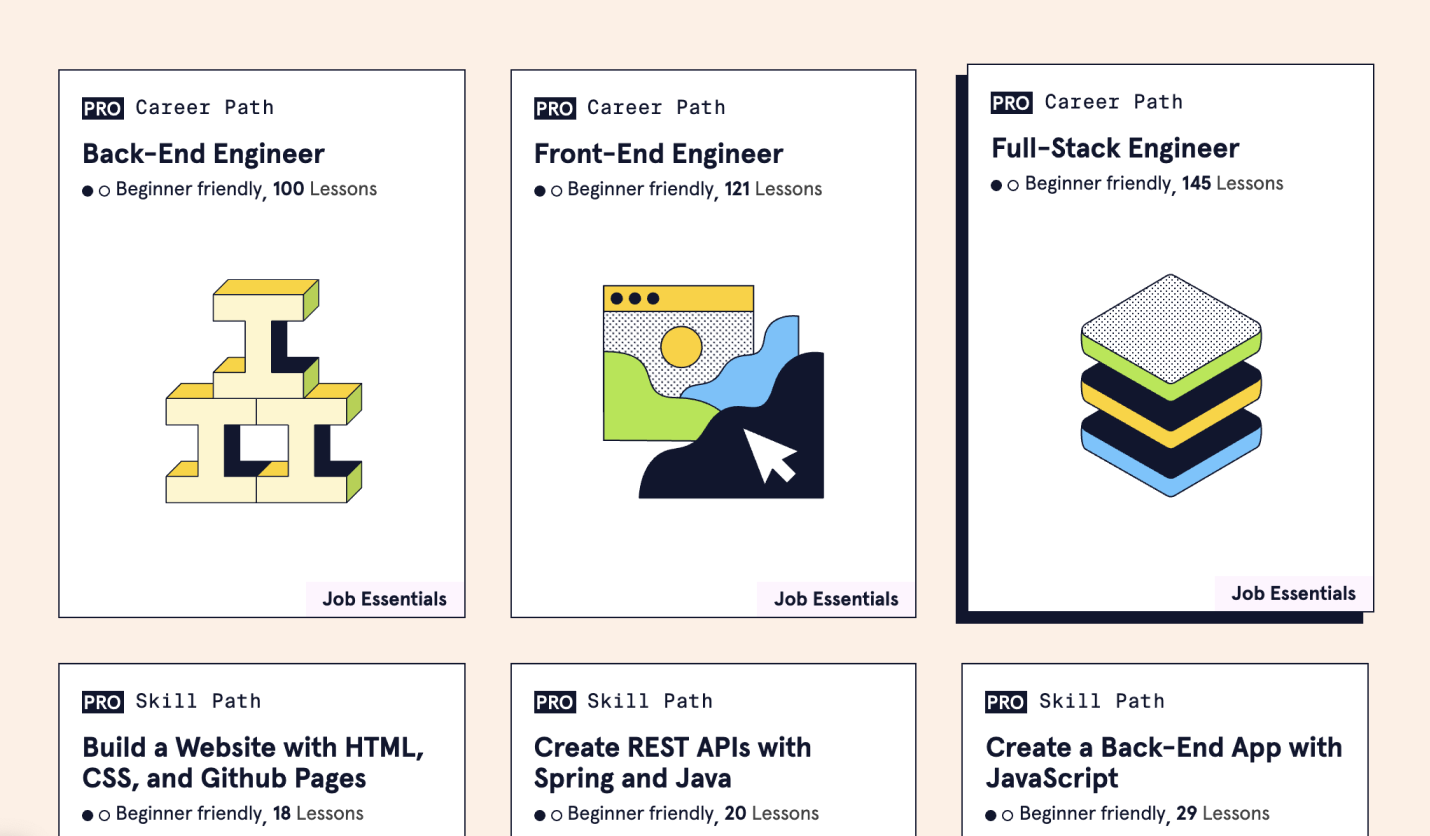 PRO Career Path
Back-End Engineer
Beginner friendly, 100 Lessons
Job Essentials
PRO Career Path
Front-End Engineer
Beginner friendly, 121 Lessons
Job Essentials
PRO Career Path
Full-Stack Engineer
Beginner friendly, 145 Lessons
Job Essentials
PRO Skill Path
Build a Website with HTML,
CSS, and Github Pages
Beginner friendly, 18 Lessons
PRO Skill Path
Create REST APIs with
Spring and Java
Beginner friendly, 20 Lessons
PRO Skill Path
Create a Back-End App with
JavaScript
Beginner friendly, 29 Lessons